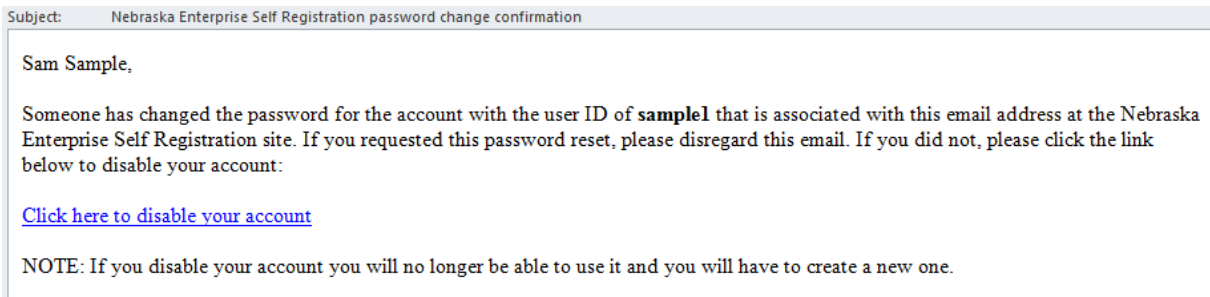 Subject: Nebraska Enterprise Self Registration password change confirmation
Sam Sample,
Someone has changed the password for the account with the user ID of sample1 that is associated with this email address at the Nebraska
Enterprise Self Registration site. If you requested this password reset, please disregard this email. If you did not, please click the link
below to disable your account:
Click here to disable your account
NOTE: If you disable your account you will no longer be able to use it and you will have to create a new one.